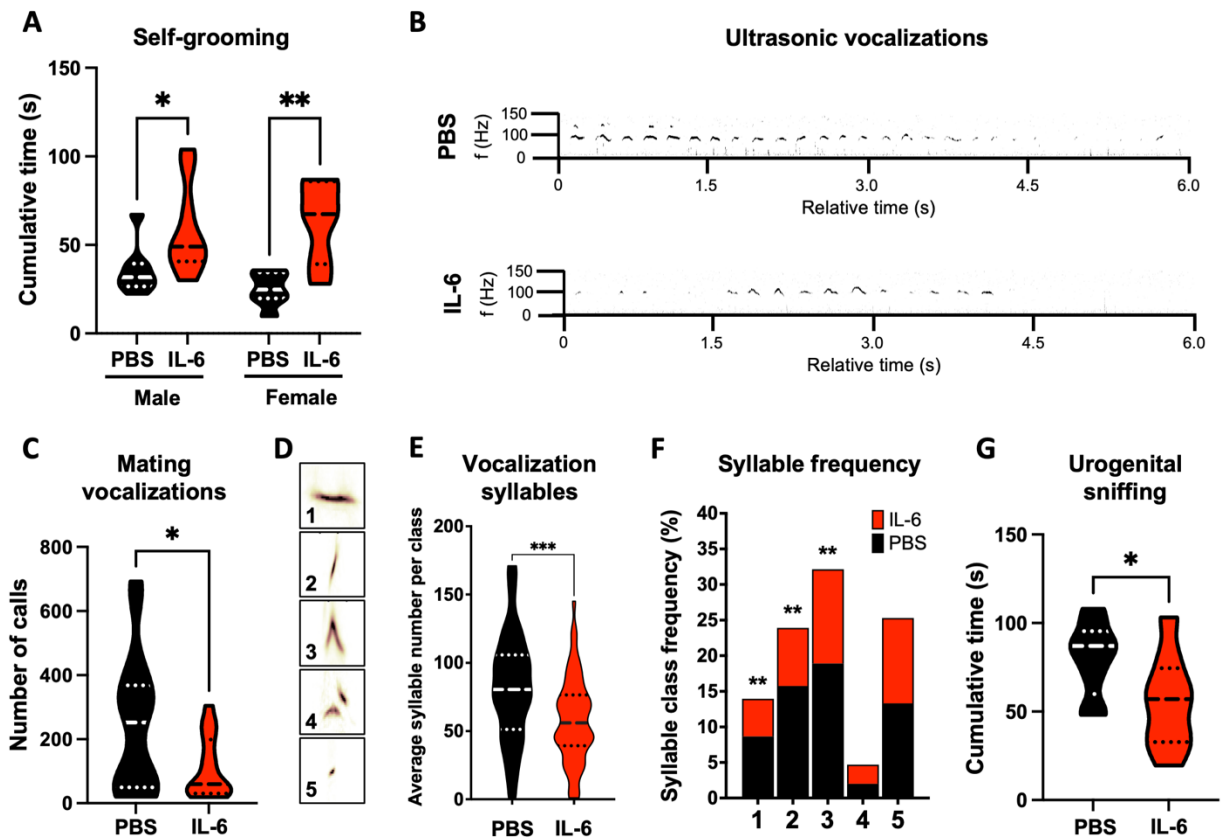 A
Self-grooming
Cumulative time (s)
150
100
50
0
*
**
PBS IL-6 PBS IL-6
Male Female
B
Ultrasonic vocalizations
PBS
f (Hz)
150
100
0
0 1.5 3.0 4.5 6.0
Relative time (s)
IL-6
f (Hz)
150
100
0
0 1.5 3.0 4.5 6.0
Relative time (s)
C
Mating
vocalizations
Number of calls
800
600
400
200
0
*
PBS IL-6
D
1
2
3
4
5
E
Vocalization
syllables
Average syllable number per class
200
150
100
50
0
***
PBS IL-6
F
Syllable frequency
Syllable class frequency (%)
40
35
30
25
20
15
10
5
0
IL-6
PBS
** ** **
1 2 3 4 5
G
Urogenital
sniffing
Cumulative time (s)
150
100
50
0
*
PBS IL-6